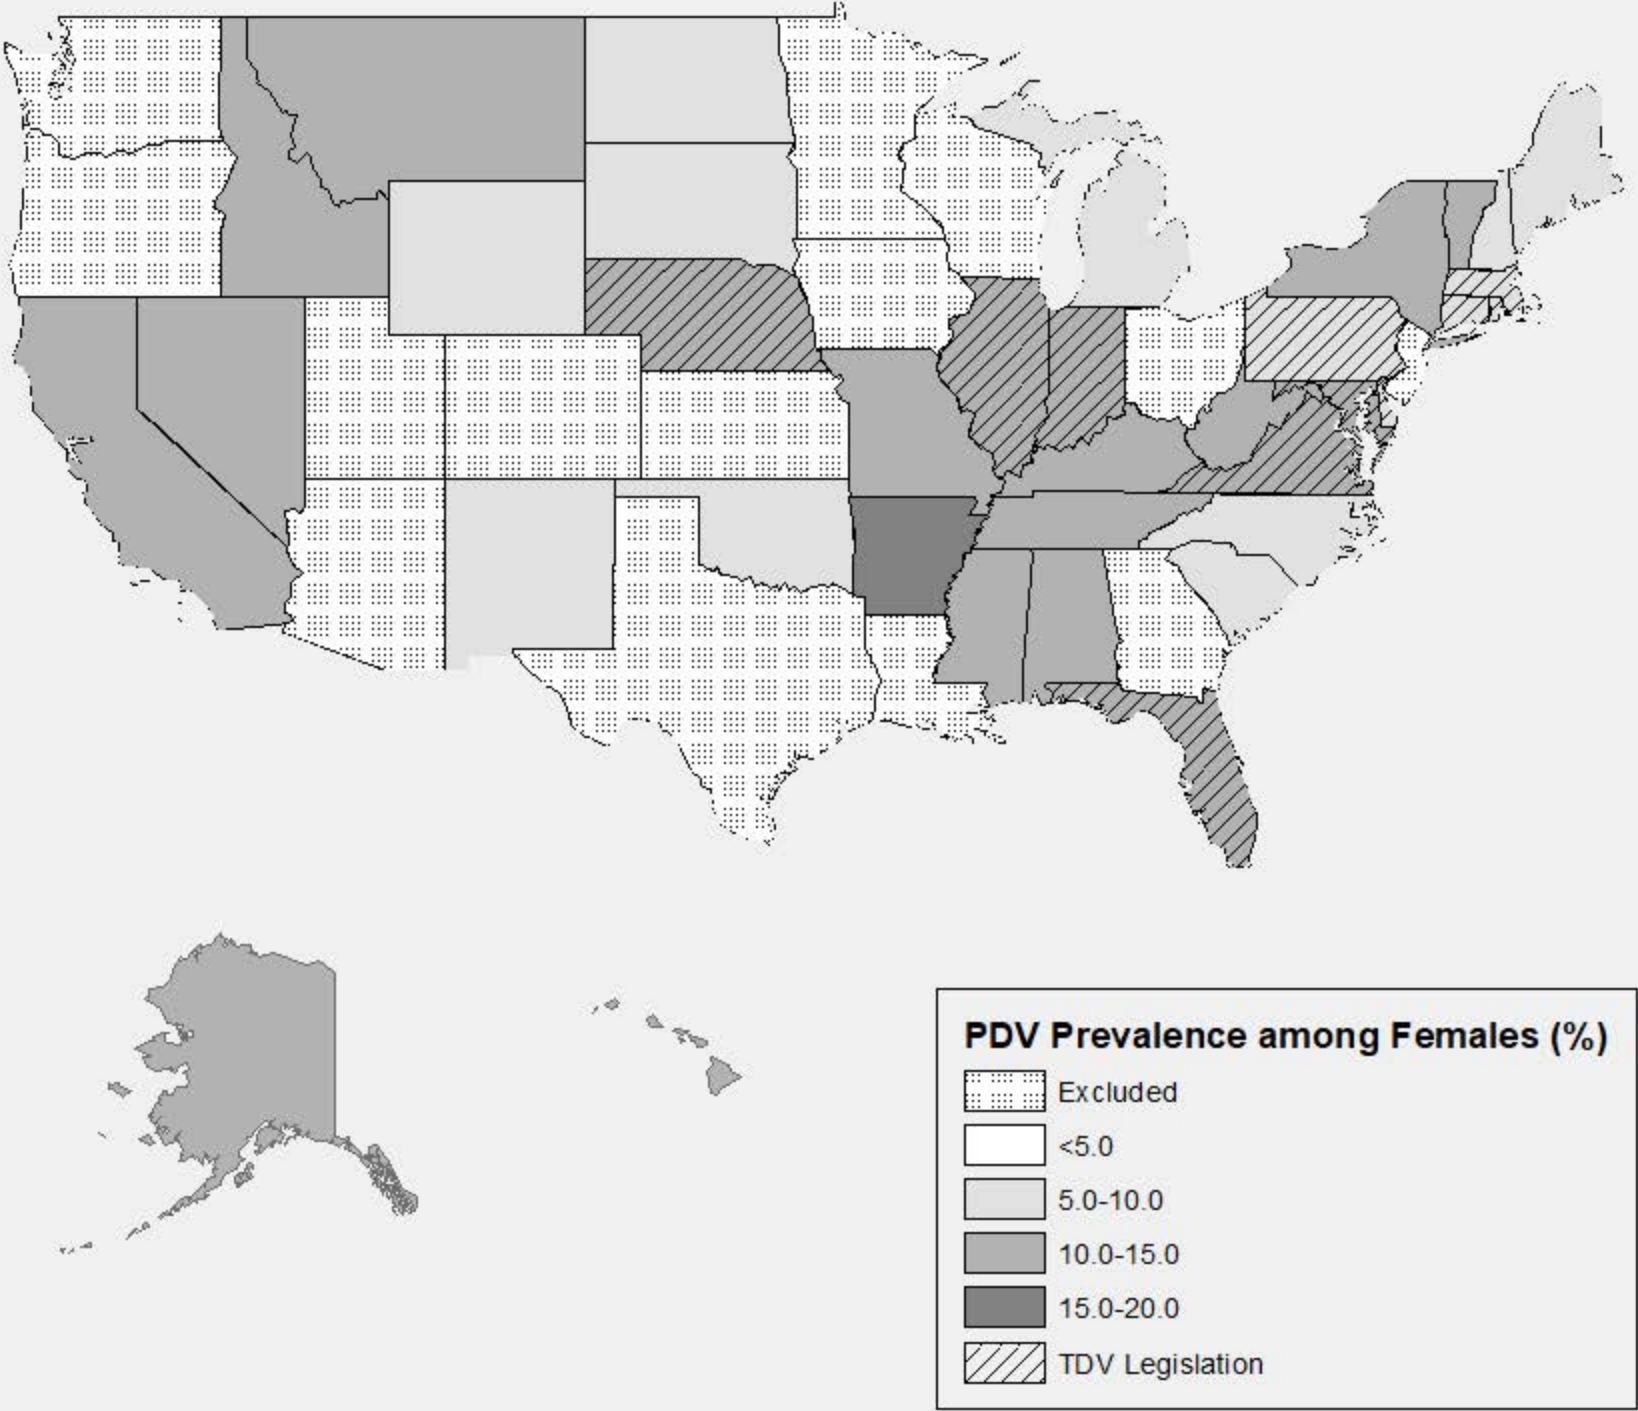 PDV Prevalence among Females (%)
Excluded
<5.0
5.0-10.0
10.0-15.0
15.0-20.0
TDV Legislation